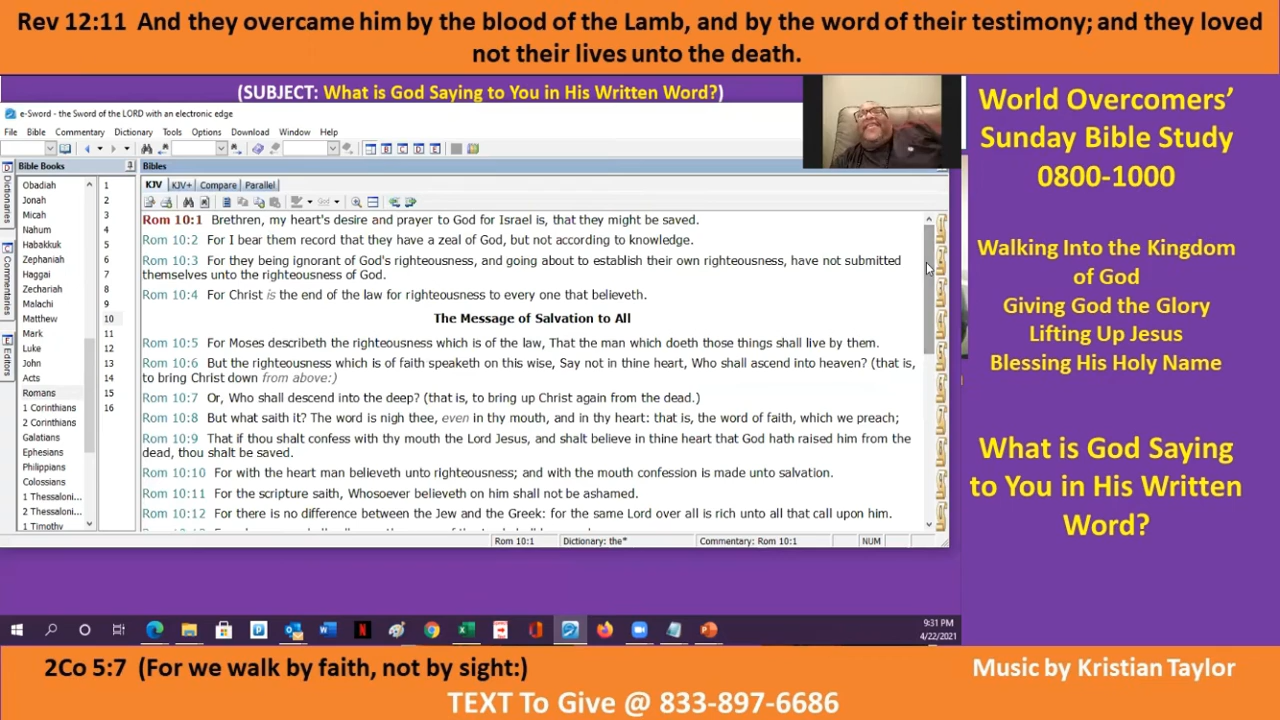 Rev 12:11  And they overcame him by the blood of the Lamb, and by the word of their testimony; and they loved
not their lives unto the death.
(SUBJECT: What is God Saying to You in His Written Word?)
e-Sword - the Sword of the LORD with an electronic edge
File Bible Commentary Dictionary Tools Options Download Window Help
B C D E
Bible Books
Bibles
Dictionaries
Commentaries
Editors
Obadiah
Jonah
Micah
Nahum
Habakkuk
Zephaniah
Haggai
Zechariah
Malachi
Matthew
Mark
Luke
John
Acts
Romans
1 Corinthians
2 Corinthians
Galatians
Ephesians
Philippians
Colossians
1 Thessaloni...
2 Thessaloni...
1 Timothy
1
2
3
4
5
6
7
8
9
10
11
12
13
14
15
16
KJV KJV+ Compare Parallel
Rom 10:1 Brethren, my heart's desire and prayer to God for Israel is, that they might be saved.
Rom 10:2 For I bear them record that they have a zeal of God, but not according to knowledge.
Rom 10:3 For they being ignorant of God's righteousness, and going about to establish their own righteousness, have not submitted
themselves unto the righteousness of God.
Rom 10:4 For Christ is the end of the law for righteousness to every one that believeth.
The Message of Salvation to All
Rom 10:5 For Moses describeth the righteousness which is of the law, That the man which doeth those things shall live by them.
Rom 10:6 But the righteousness which is of faith speaketh on this wise, Say not in thine heart, Who shall ascend into heaven? (that is,
to bring Christ down from above:)
Rom 10:7 Or, Who shall descend into the deep? (that is, to bring up Christ again from the dead.)
Rom 10:8 But what saith it? The word is nigh thee, even in thy mouth, and in thy heart: that is, the word of faith, which we preach;
Rom 10:9 That if thou shalt confess with thy mouth the Lord Jesus, and shalt believe in thine heart that God hath raised him from the
dead, thou shalt be saved.
Rom 10:10 For with the heart man believeth unto righteousness; and with the mouth confession is made unto salvation.
Rom 10:11 For the scripture saith, Whosoever believeth on him shall not be ashamed.
Rom 10:12 For there is no difference between the Jew and the Greek: for the same Lord over all is rich unto all that call upon him.
Rom 10:1 Dictionary: the* Commentary: Rom 10:1 NUM
9:31 PM
4/22/2021
World Overcomers'
Sunday Bible Study
0800-1000
Walking Into the Kingdom
of God
Giving God the Glory
Lifting Up Jesus
Blessing His Holy Name
What is God Saying
to You in His Written
Word?
2Co 5:7  (For we walk by faith, not by sight:)
Music by Kristian Taylor
TEXT To Give @ 833-897-6686